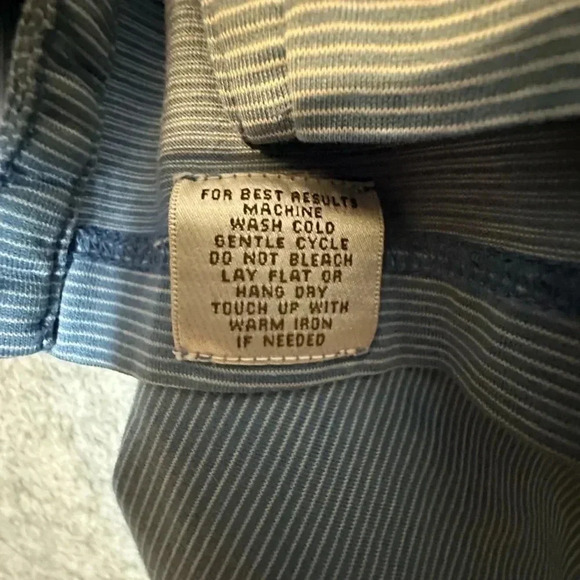 FOR BEST RESULTS
MACHINE
WASH COLD
GENTLE CYCLE
DO NOT BLEACH
LAY FLAT OR
HANG DRY
TOUCH UP WITH
WARM IRON
IF NEEDED